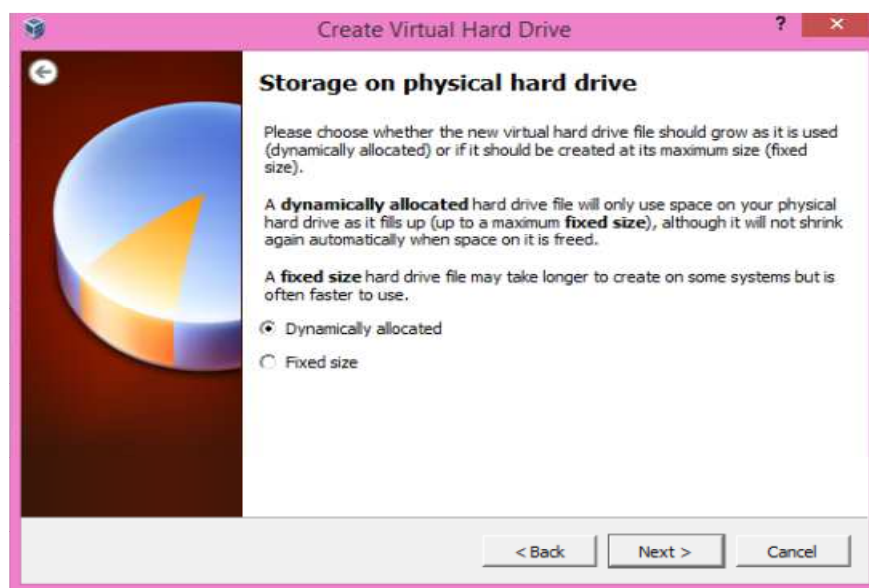 Create Virtual Hard Drive
?
Storage on physical hard drive
Please choose whether the new virtual hard drive file should grow as it is used
(dynamically allocated) or if it should be created at its maximum size (fixed
size).
A dynamically allocated hard drive file will only use space on your physical
hard drive as it fills up (up to a maximum fixed size), although it will not shrink
again automatically when space on it is freed.
A fixed size hard drive file may take longer to create on some systems but is
often faster to use.
Dynamically allocated
Fixed size
< Back Next > Cancel